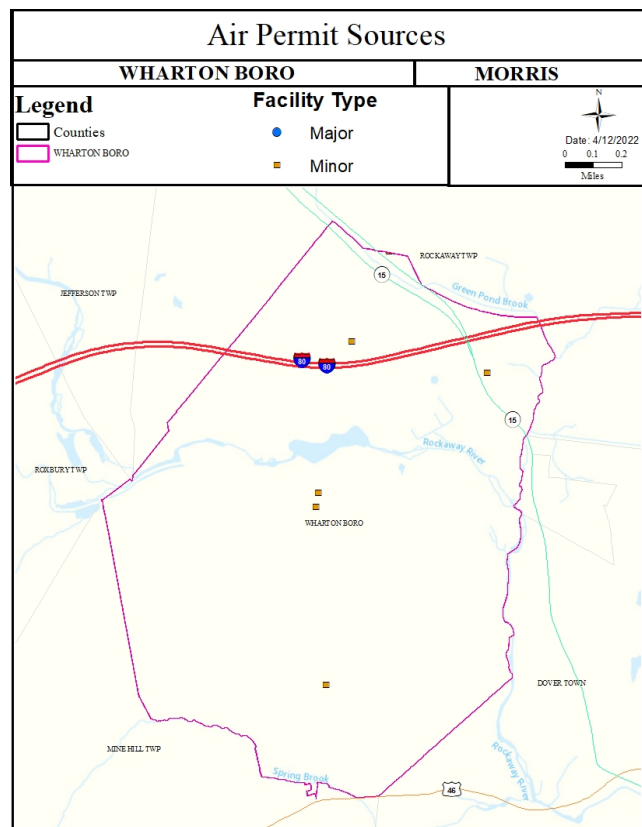 Air Permit Sources
WHARTON BORO
MORRIS
Legend
Counties
WHARTON BORO
Facility Type
Major
Minor
N
Date: 4/12/2022
0 0.1 0.2
Miles
ROCKAWAY TWP
15
JEFFERSON TWP
Green Pond Brook
80
80
15
Rockaway River
ROXBURY TWP
WHARTON BORO
DOVER TOWN
MINE HILL TWP
Spring Brook
Rockaway River
46